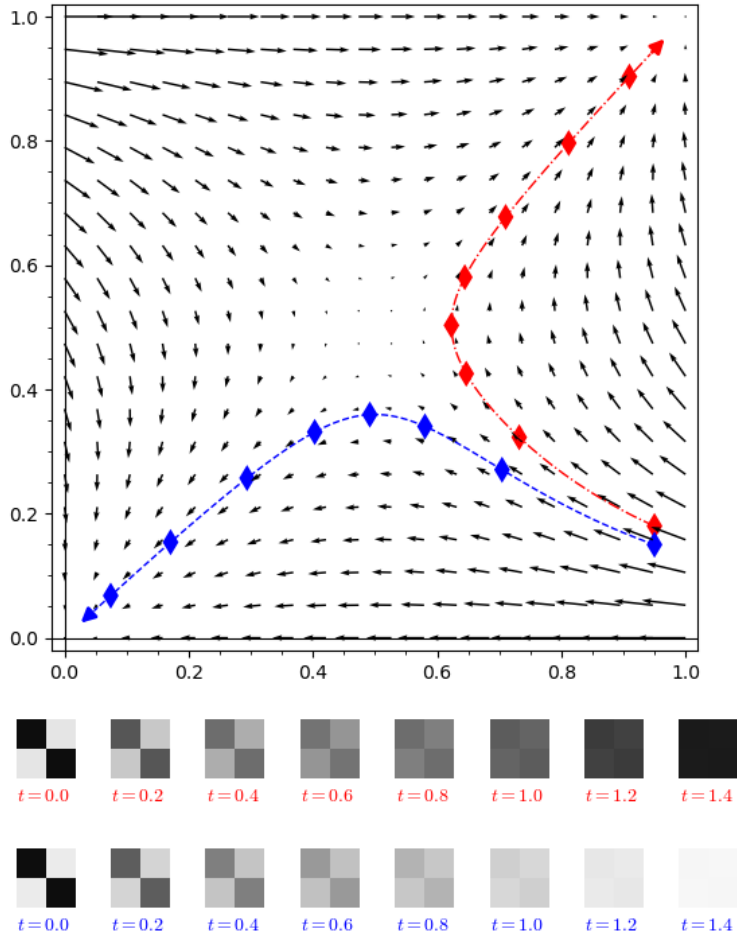 1.0
0.8
0.6
0.4
0.2
0.0
0.0 0.2 0.4 0.6 0.8 1.0
t = 0.0 t = 0.2 t = 0.4 t = 0.6 t = 0.8 t = 1.0 t = 1.2 t = 1.4
t = 0.0 t = 0.2 t = 0.4 t = 0.6 t = 0.8 t = 1.0 t = 1.2 t = 1.4